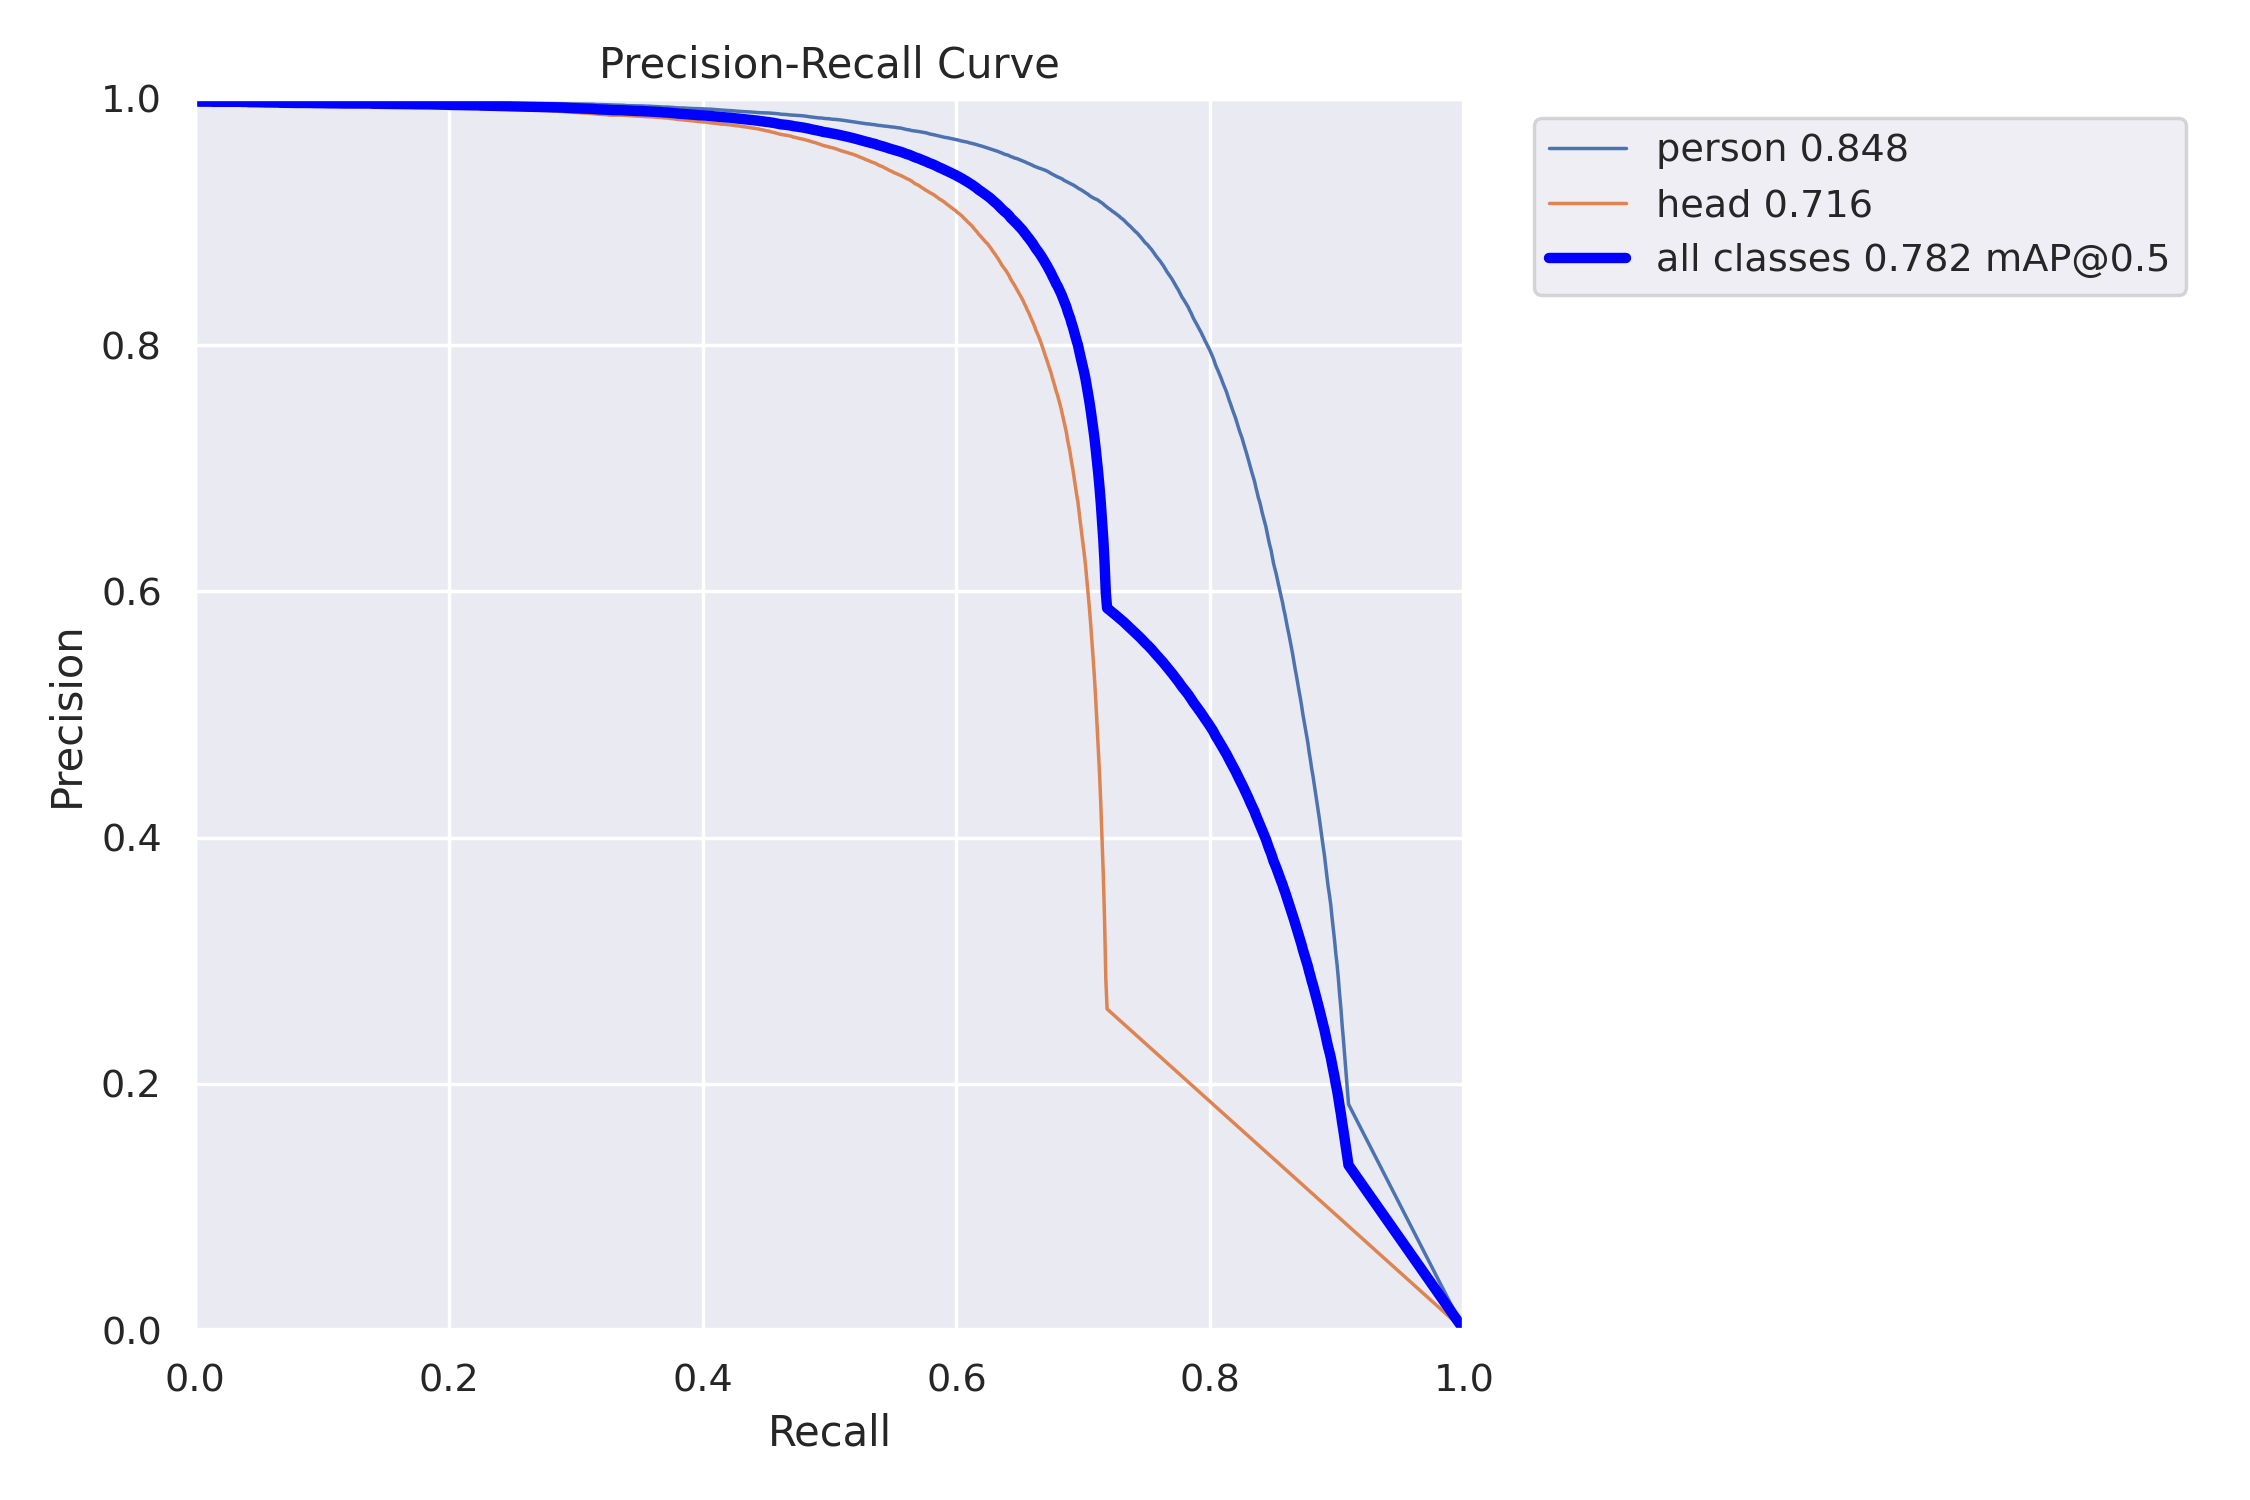 Precision-Recall Curve
person 0.848
head 0.716
all classes 0.782 mAP@0.5
Precision
1.0
0.8
0.6
0.4
0.2
0.0
0.0 0.2 0.4 0.6 0.8 1.0
Recall